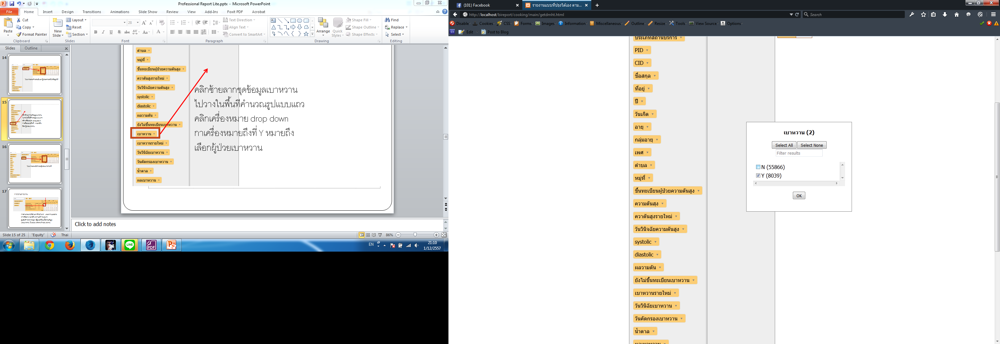 Professional Report Lite.pptx - Microsoft PowerPoint
File
Home
Insert
Design
Transitions
Animations
Slide Show
Review
View
Add-Ins
Foxit PDF
Acrobat
Paste
Cut
Copy
Format Painter
Clipboard
New Slide
Layout
Reset
Section
Slides
28
Font
Text Direction
Align Text
Convert to SmartArt
Paragraph
Arrange
Quick Styles
Shape Fill
Shape Outline
Shape Effects
Drawing
Find
Replace
Select
Editing
Slides
Outline
14
15
16
17
ตำบล
หมู่ที่
ขึ้นทะเบียนผู้ป่วยความดันสูง
ควาดันสูงรายใหม่
วันวินิจฉัยความดันสูง
systolic
diastolic
ผลวามดัน
ยังไม่ขึ้นทะเบียนเบาหวาน
เบาหวาน
เบาหวานรายใหม่
วันวินิฉัยเบาหวาน
วันคัดกรองเบาหวาน
น้ำตาล
ผลเบาหวาน
คลิกซ้ายลากชุดข้อมูลเบาหวาน
ไปวางในพื้นที่คำนวณรูปแบบแถว
คลิกเครื่องหมาย drop down
กาเครื่องหมายถึงที่ Y หมายถึง
เลือกผู้ป่วยเบาหวาน
Click to add notes
Slide 15 of 25
"Equity"
Thai
86%
EN
21:10
1/12/2557
(101) Facebook
รายงานแบบที่ปรุงได้เอง ตาม...
http://localhost/bireport/cooking/main/getdmht.html
Search
Disable
Cookies
CSS
Forms
Images
Information
Miscellaneous
Outline
Resize
Tools
View Source
Options
Edit
Post to Blog
ประเภทสถานบริการ
PID
CID
ชื่อสกุล
ที่อยู่
ปี
วันเกิด
อายุ
กลุ่มอายุ
เพศ
ตำบล
หมู่ที่
ขึ้นทะเบียนผู้ป่วยความดันสูง
ความดันสูง
ควาดันสูงรายใหม่
วันวินิจฉัยความดันสูง
systolic
diastolic
ผลวามดัน
ยังไม่ขึ้นทะเบียนเบาหวาน
เบาหวานรายใหม่
วันวินิฉัยเบาหวาน
วันคัดกรองเบาหวาน
น้ำตาล
ผลเบาหวาน
เบาหวาน (2)
Select All
Select None
Filter results
N (55866)
Y (8039)
OK